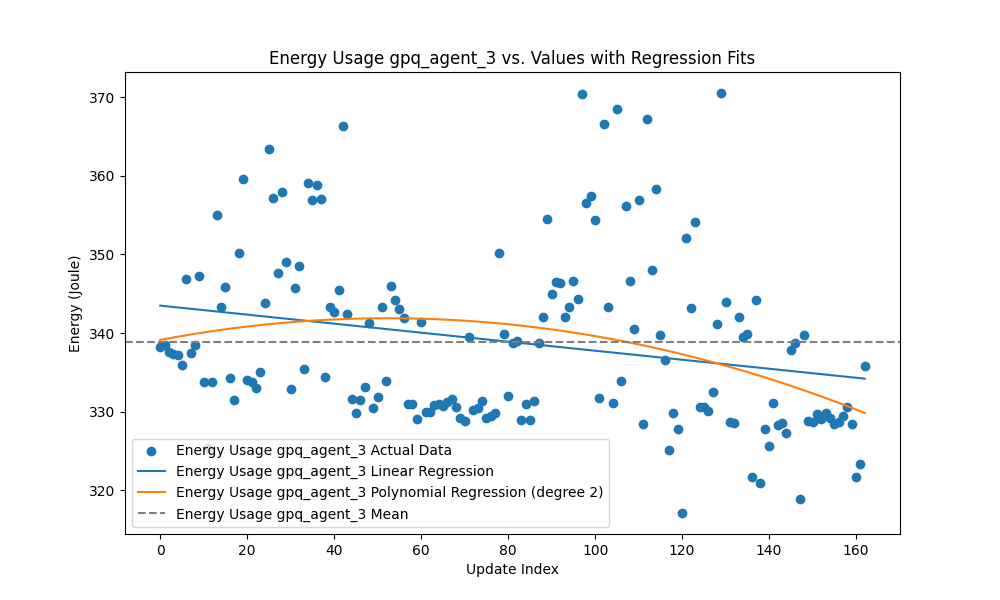 Energy Usage gpq_agent_3 vs. Values with Regression Fits
Energy (Joule)
370
360
350
340
330
320
Energy Usage gpq_agent_3 Actual Data
Energy Usage gpq_agent_3 Linear Regression
Energy Usage gpq_agent_3 Polynomial Regression (degree 2)
Energy Usage gpq_agent_3 Mean
0 20 40 60 80 100 120 140 160
Update Index